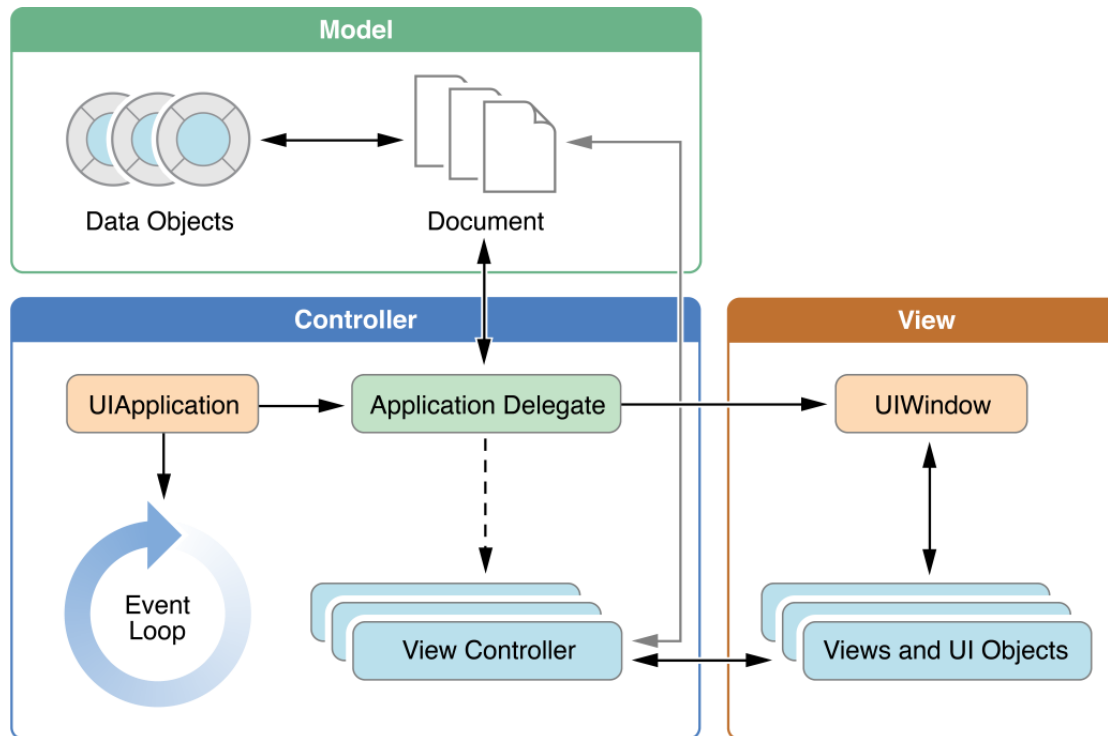 Model
Data Objects
Document
Controller
View
UIApplication
Application Delegate
UIWindow
Event
Loop
View Controller
Views and UI Objects